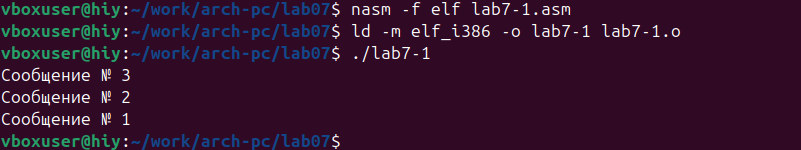 vboxuser@hiy:~/work/arch-pc/lab07$ nasm -f elf lab7-1.asm
vboxuser@hiy:~/work/arch-pc/lab07$ ld -m elf_i386 -o lab7-1 lab7-1.o
vboxuser@hiy:~/work/arch-pc/lab07$ ./lab7-1
Сообщение № 3
Сообщение № 2
Сообщение № 1
vboxuser@hiy:~/work/arch-pc/lab07$